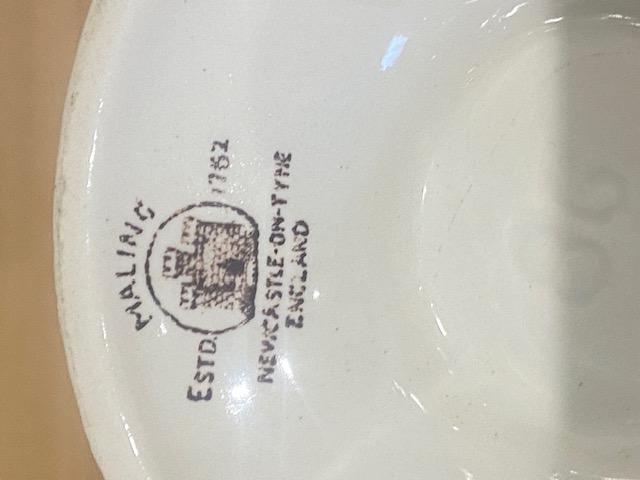 MALING
ESTD. 1762
NEWCASTLE-ON-TYNE
ENGLAND